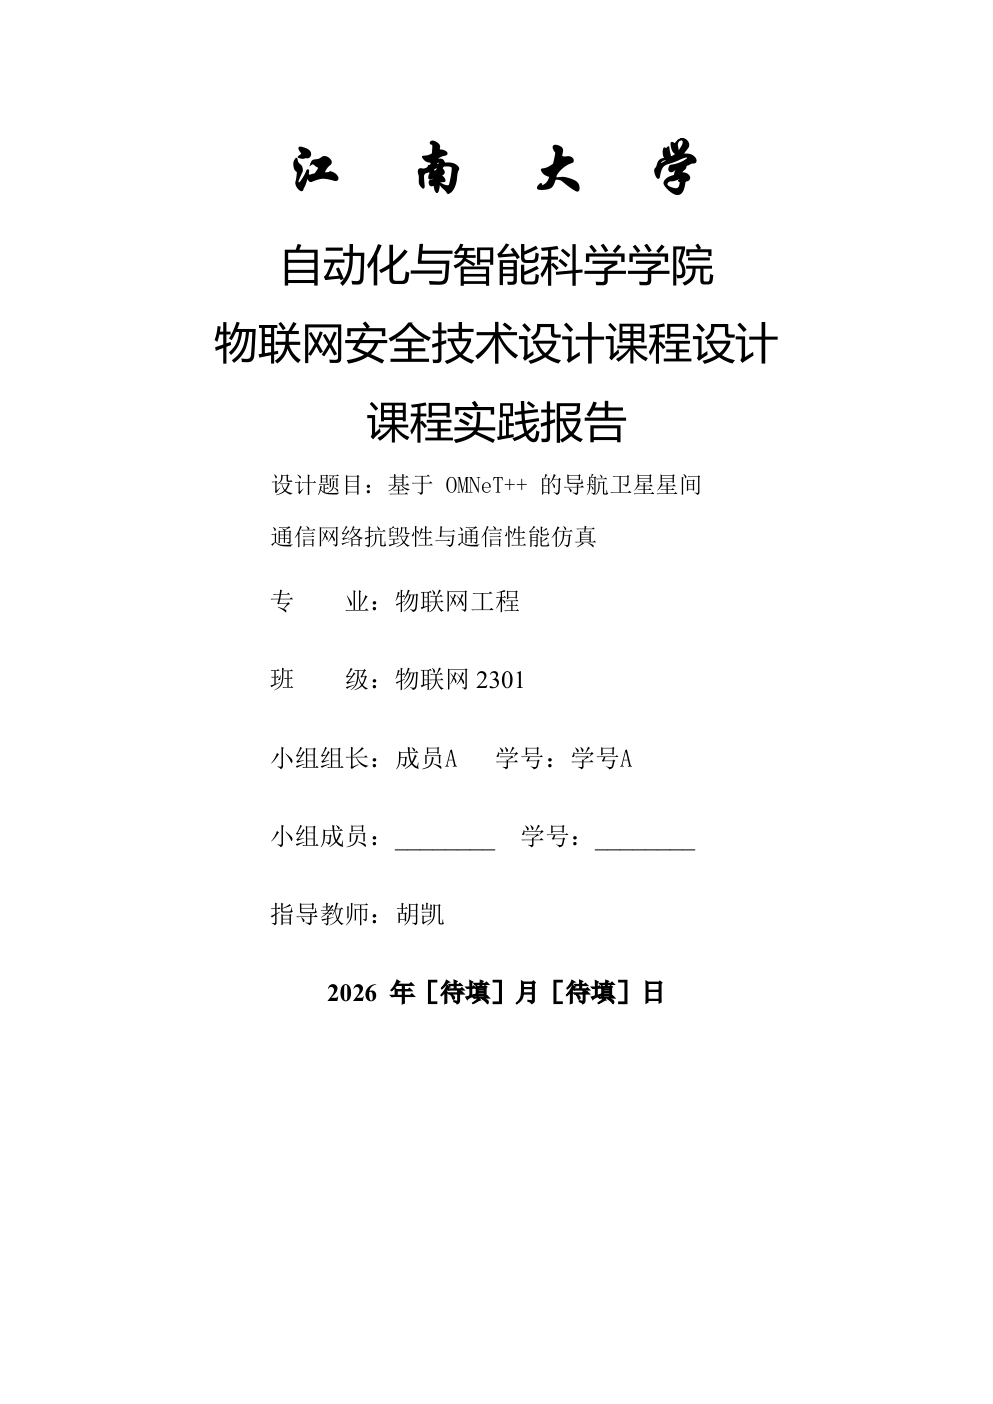 江 南 大 学
自动化与智能科学学院
物联网安全技术设计课程设计
课程实践报告
设计题目：基于 OMNeT++ 的导航卫星星间
通信网络抗毁性与通信性能仿真
专 业：物联网工程
班 级：物联网 2301
小组组长：成员A 学号：学号A
小组成员：________ 学号：________
指导教师：胡凯
2026 年［待填］月［待填］日